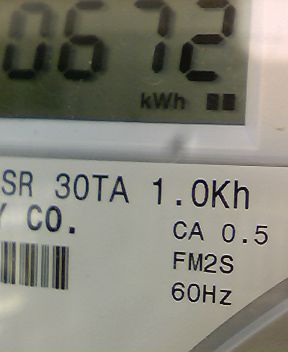 0672
kWh
SR 30TA 1.0Kh
Y CO.
CA 0.5
FM2S
60Hz